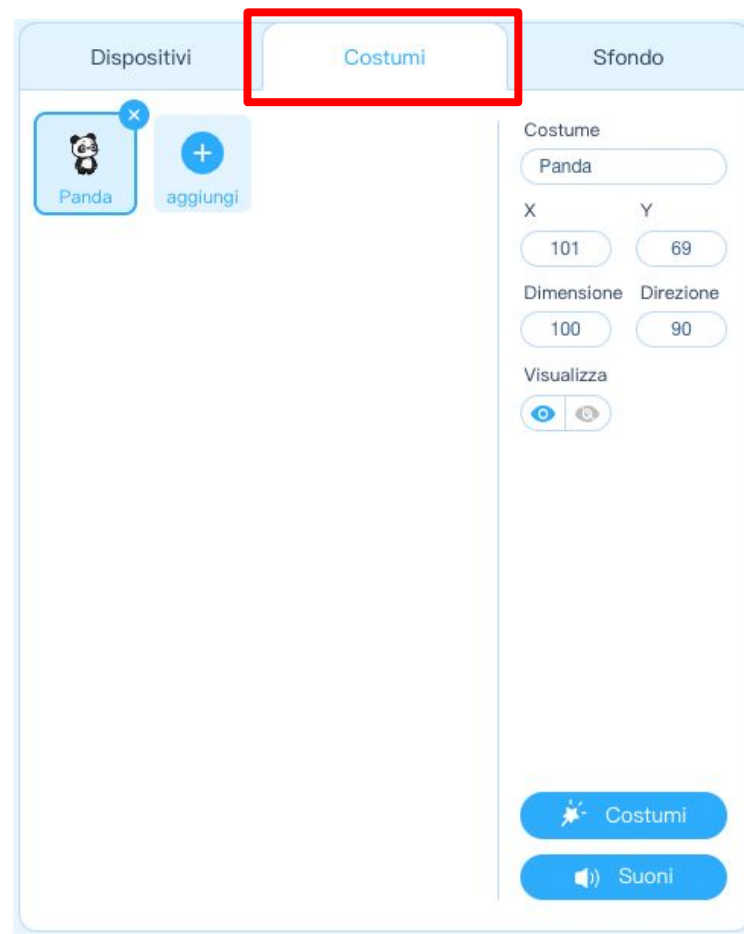 Dispositivi Costumi Sfondo
Panda aggiungi
Costume
Panda
X Y
101 69
Dimensione Direzione
100 90
Visualizza
Costumi
Suoni